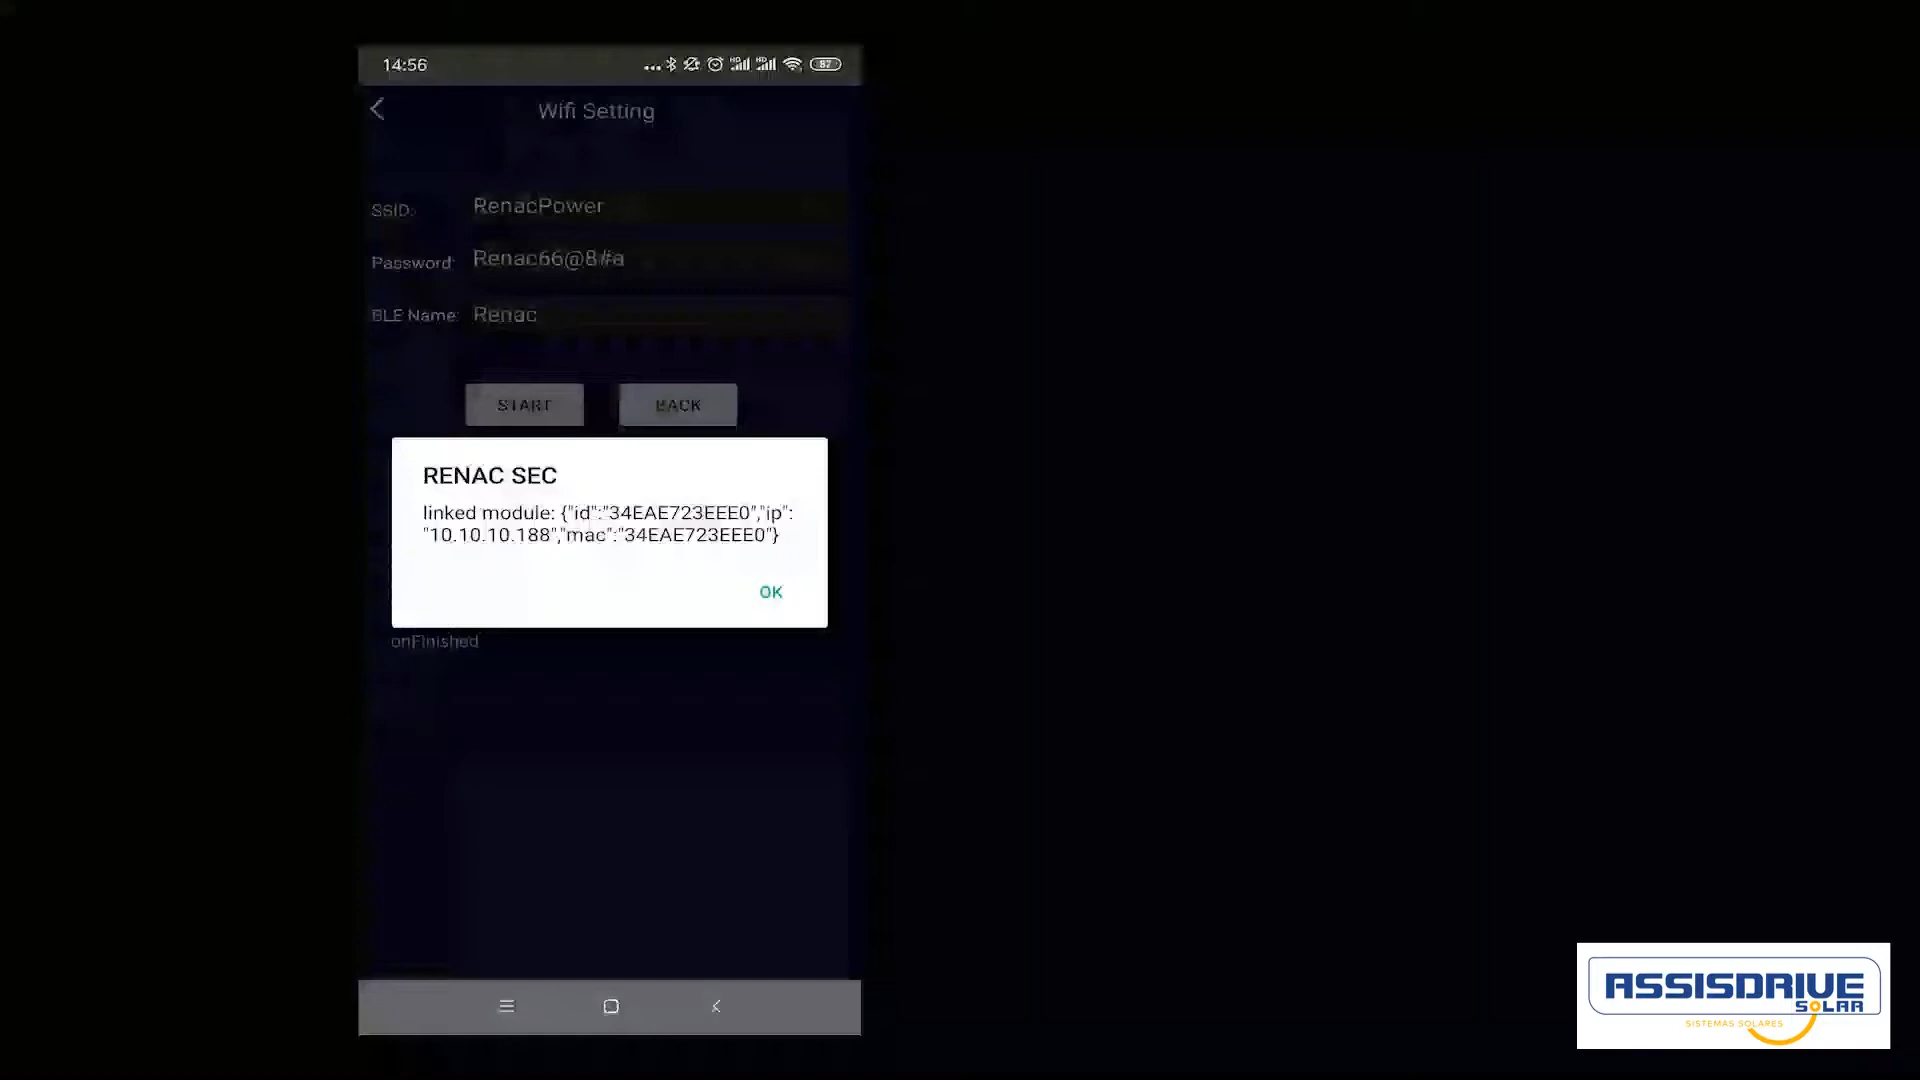 14:56
87
Wifi Setting
SSID: RenacPower
Password: Renac66@8#a
BLE Name: Renac
START BACK
RENAC SEC
linked module: {"id":"34EAE723EEE0","ip":
"10.10.10.188","mac":"34EAE723EEE0"}
OK
onFinished
ASSISDRIVE
SOLAR
SISTEMAS SOLARES